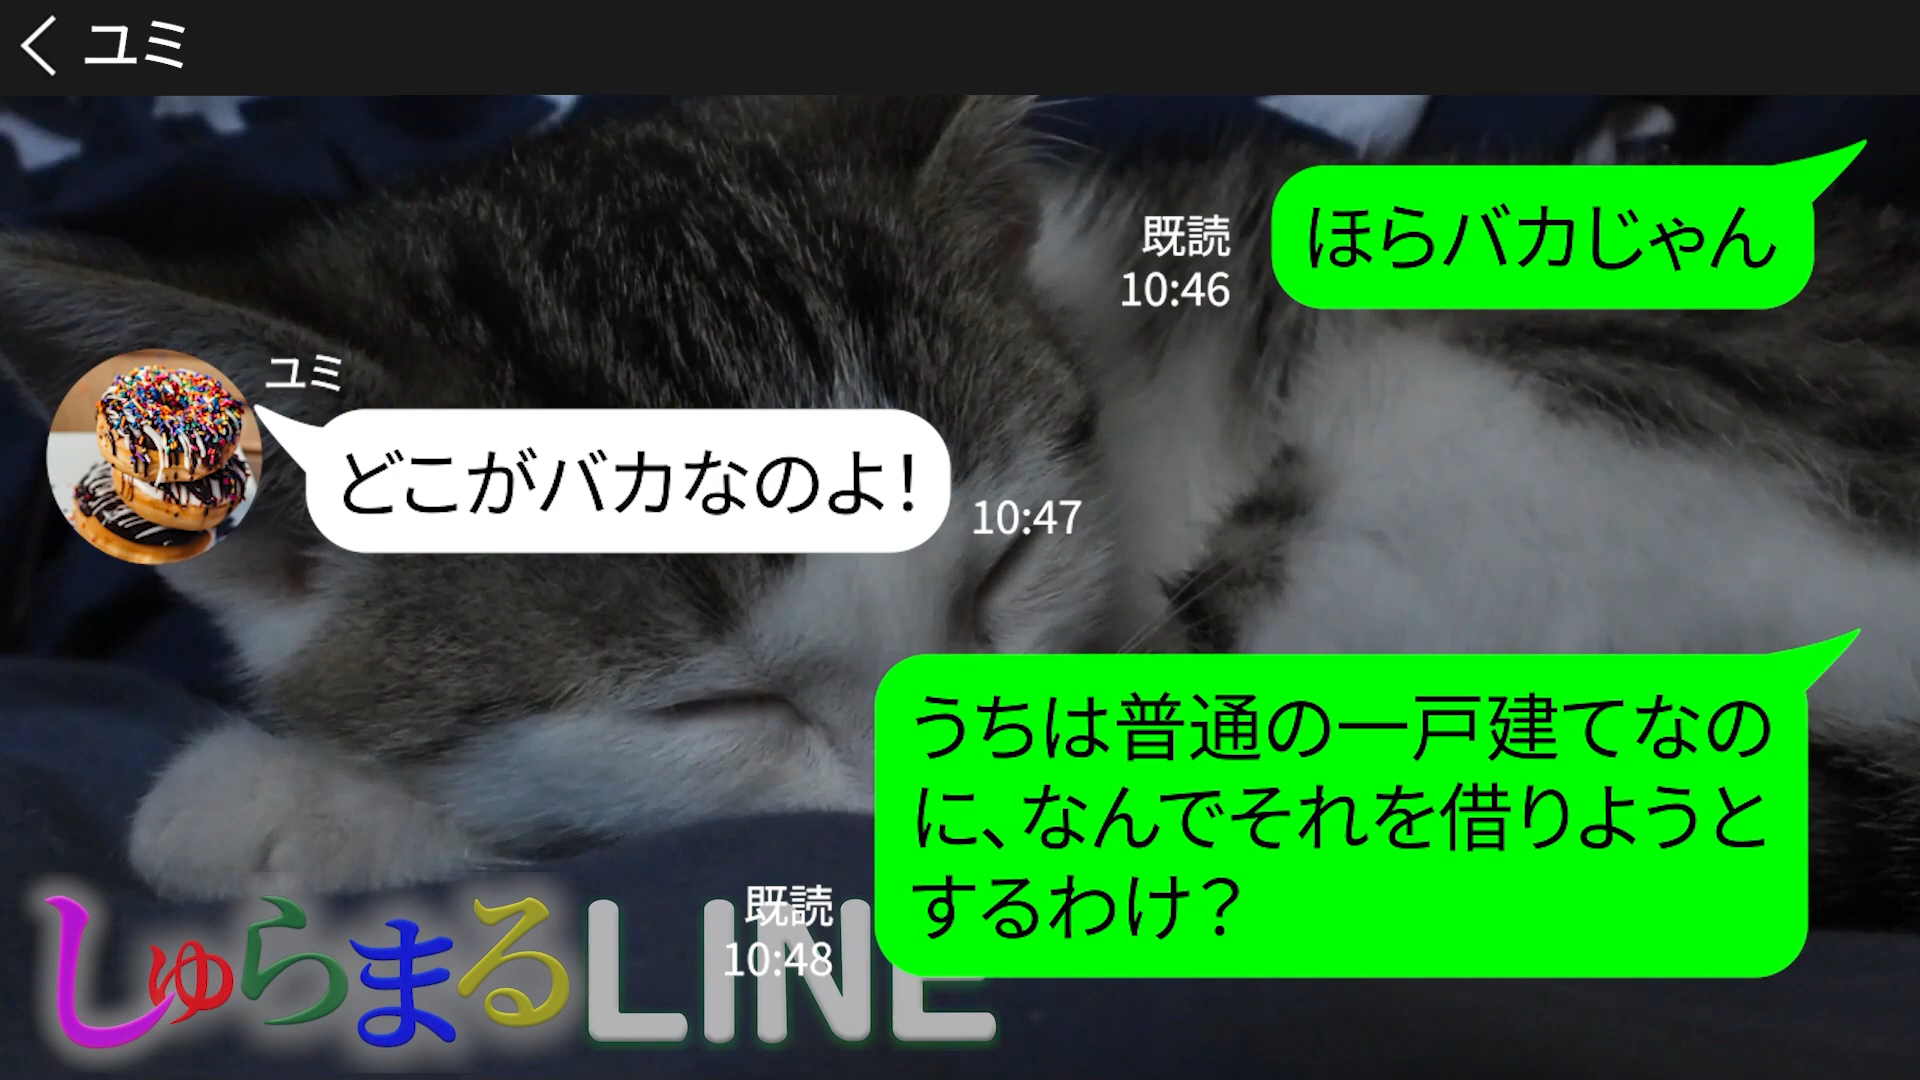 ユミ
ほらバカじゃん
既読
10:46
ユミ
どこがバカなのよ！
10:47
うちは普通の一戸建てなの
に、なんでそれを借りようと
するわけ？
既読
10:48
しゅらまるLINE